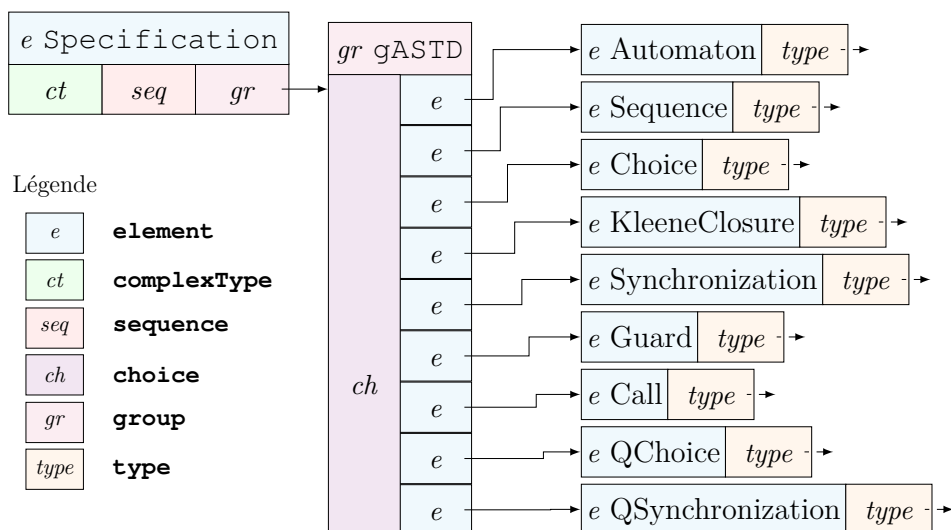 e Specification
ct seq gr
gr gASTD
ch
e
e
e
e
e
e
e
e
e
e Automaton type
e Sequence type
e Choice type
e KleeneClosure type
e Synchronization type
e Guard type
e Call type
e QChoice type
e QSynchronization type
Légende
e element
ct complexType
seq sequence
ch choice
gr group
type type